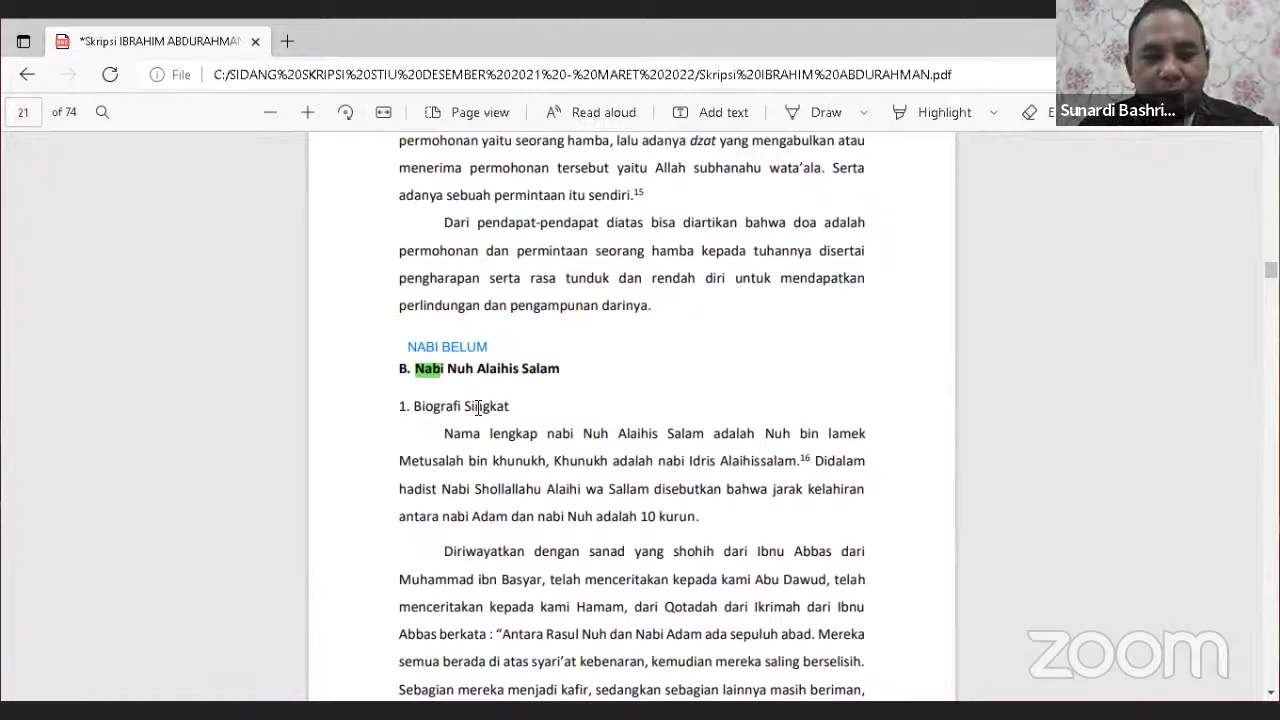 *Skripsi IBRAHIM ABDURAHMAN
File
C:/SIDANG%20SKRIPSI%20STIU%20DESEMBER%202021%20-%20MARET%202022/Skripsi%20IBRAHIM%20ABDURAHMAN.pdf
21 of 74
Page view
Read aloud
Add text
Draw
Highlight
Sunardi Bashri...
permohonan yaitu seorang hamba, lalu adanya dzat yang mengabulkan atau
menerima permohonan tersebut yaitu Allah subhanahu wata’ala. Serta
adanya sebuah permintaan itu sendiri.15
Dari pendapat-pendapat diatas bisa diartikan bahwa doa adalah
permohonan dan permintaan seorang hamba kepada tuhannya disertai
pengharapan serta rasa tunduk dan rendah diri untuk mendapatkan
perlindungan dan pengampunan darinya.
NABI BELUM
B. Nabi Nuh Alaihis Salam
1. Biografi Singkat
Nama lengkap nabi Nuh Alaihis Salam adalah Nuh bin lamek
Metusalah bin khunukh, Khunukh adalah nabi Idris Alaihissalam.16 Didalam
hadist Nabi Shollallahu Alaihi wa Sallam disebutkan bahwa jarak kelahiran
antara nabi Adam dan nabi Nuh adalah 10 kurun.
Diriwayatkan dengan sanad yang shohih dari Ibnu Abbas dari
Muhammad ibn Basyar, telah menceritakan kepada kami Abu Dawud, telah
menceritakan kepada kami Hamam, dari Qotadah dari Ikrimah dari Ibnu
Abbas berkata : “Antara Rasul Nuh dan Nabi Adam ada sepuluh abad. Mereka
semua berada di atas syari’at kebenaran, kemudian mereka saling berselisih.
Sebagian mereka menjadi kafir, sedangkan sebagian lainnya masih beriman,
zoom